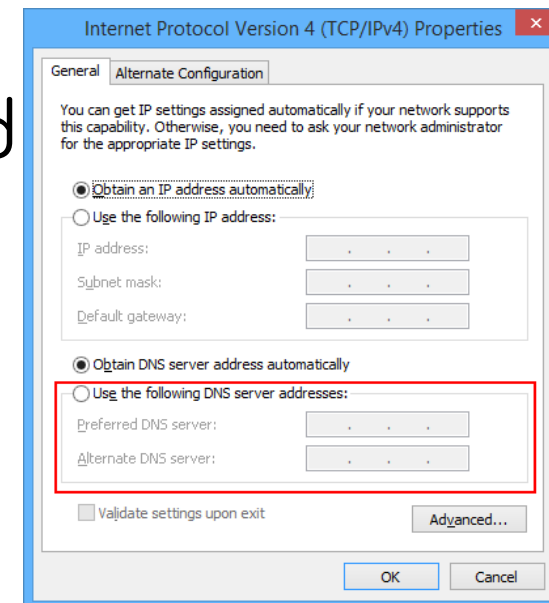 Internet Protocol Version 4 (TCP/IPv4) Properties
General Alternate Configuration
You can get IP settings assigned automatically if your network supports
this capability. Otherwise, you need to ask your network administrator
for the appropriate IP settings.
Obtain an IP address automatically
Use the following IP address:
IP address:
Subnet mask:
Default gateway:
Obtain DNS server address automatically
Use the following DNS server addresses:
Preferred DNS server:
Alternate DNS server:
Validate settings upon exit
Advanced...
OK Cancel